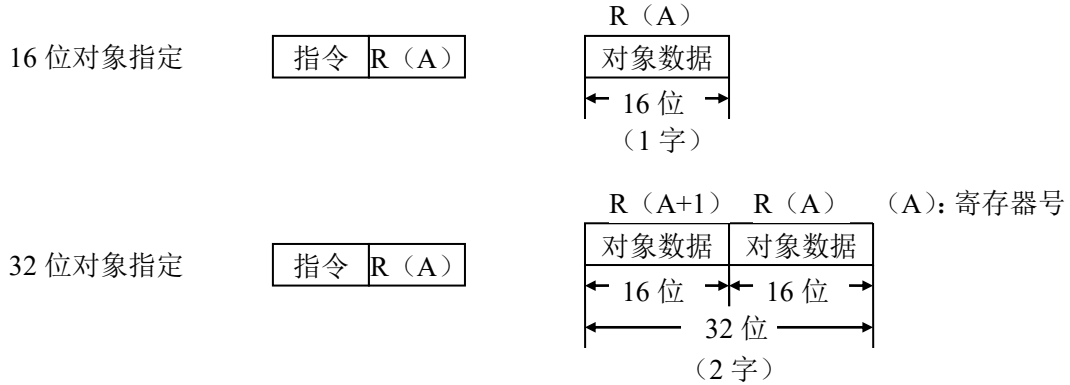 R（A）
16 位对象指定 指令 R（A） 对象数据
16 位
（1 字）
R（A+1） R（A） （A）：寄存器号
32 位对象指定 指令 R（A） 对象数据 对象数据
16 位 16 位
32 位
（2 字）